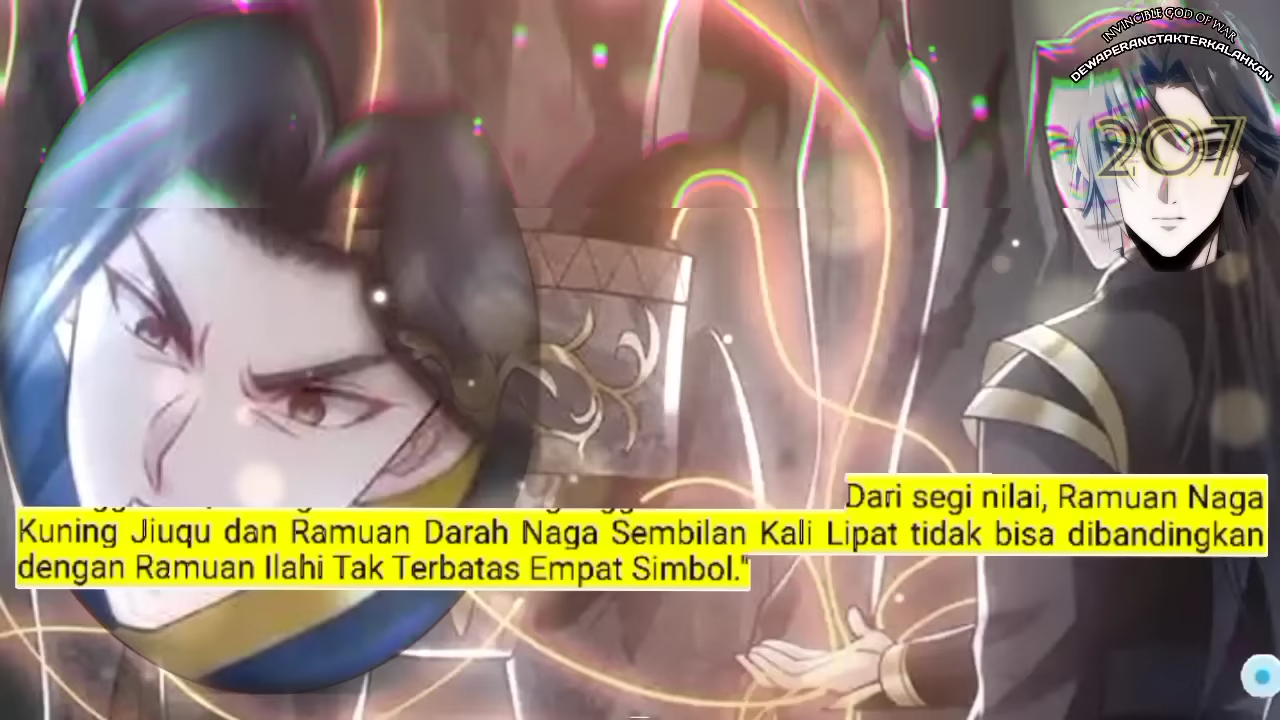 INVINCIBLE GOD OF WAR
DEWAPERANGTAKTERKALAHKAN
207
Dari segi nilai, Ramuan Naga
Kuning Jiuqu dan Ramuan Darah Naga Sembilan Kali Lipat tidak bisa dibandingkan
dengan Ramuan Ilahi Tak Terbatas Empat Simbol."